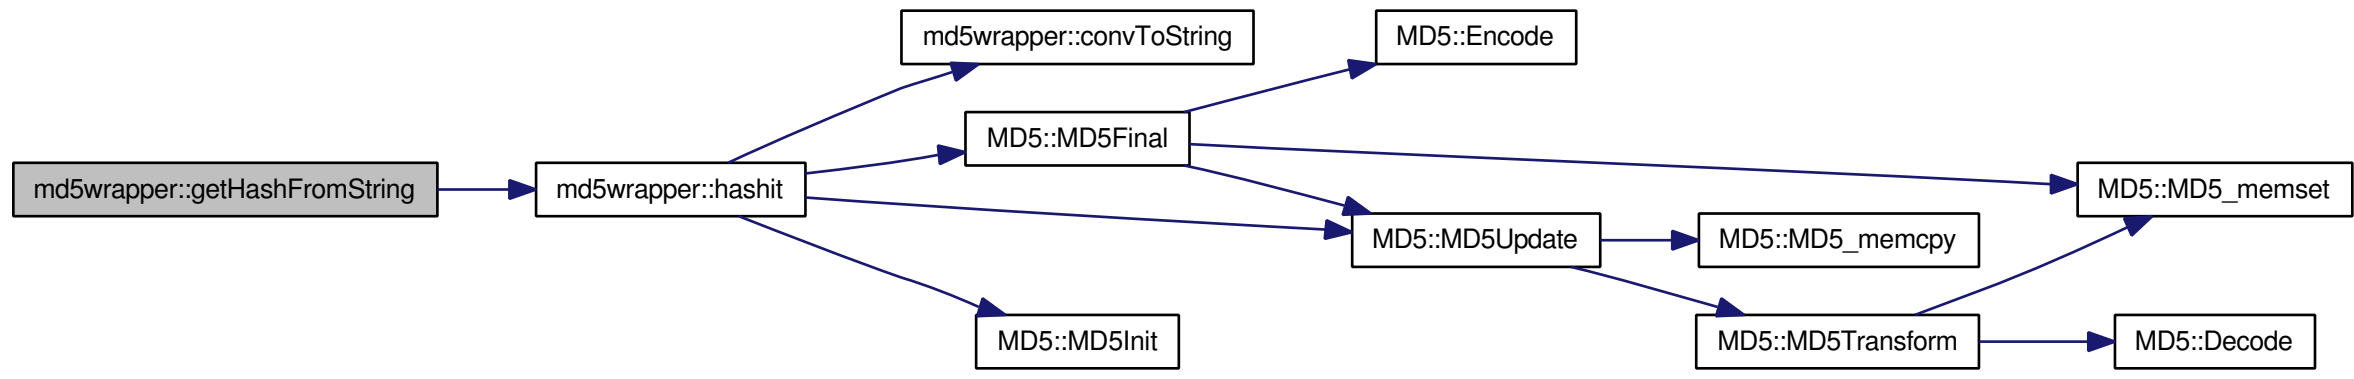 md5wrapper::getHashFromString
md5wrapper::hashit
md5wrapper::convToString
MD5::MD5Final
MD5::MD5Init
MD5::Encode
MD5::MD5Update
MD5::MD5_memcpy
MD5::MD5Transform
MD5::MD5_memset
MD5::Decode